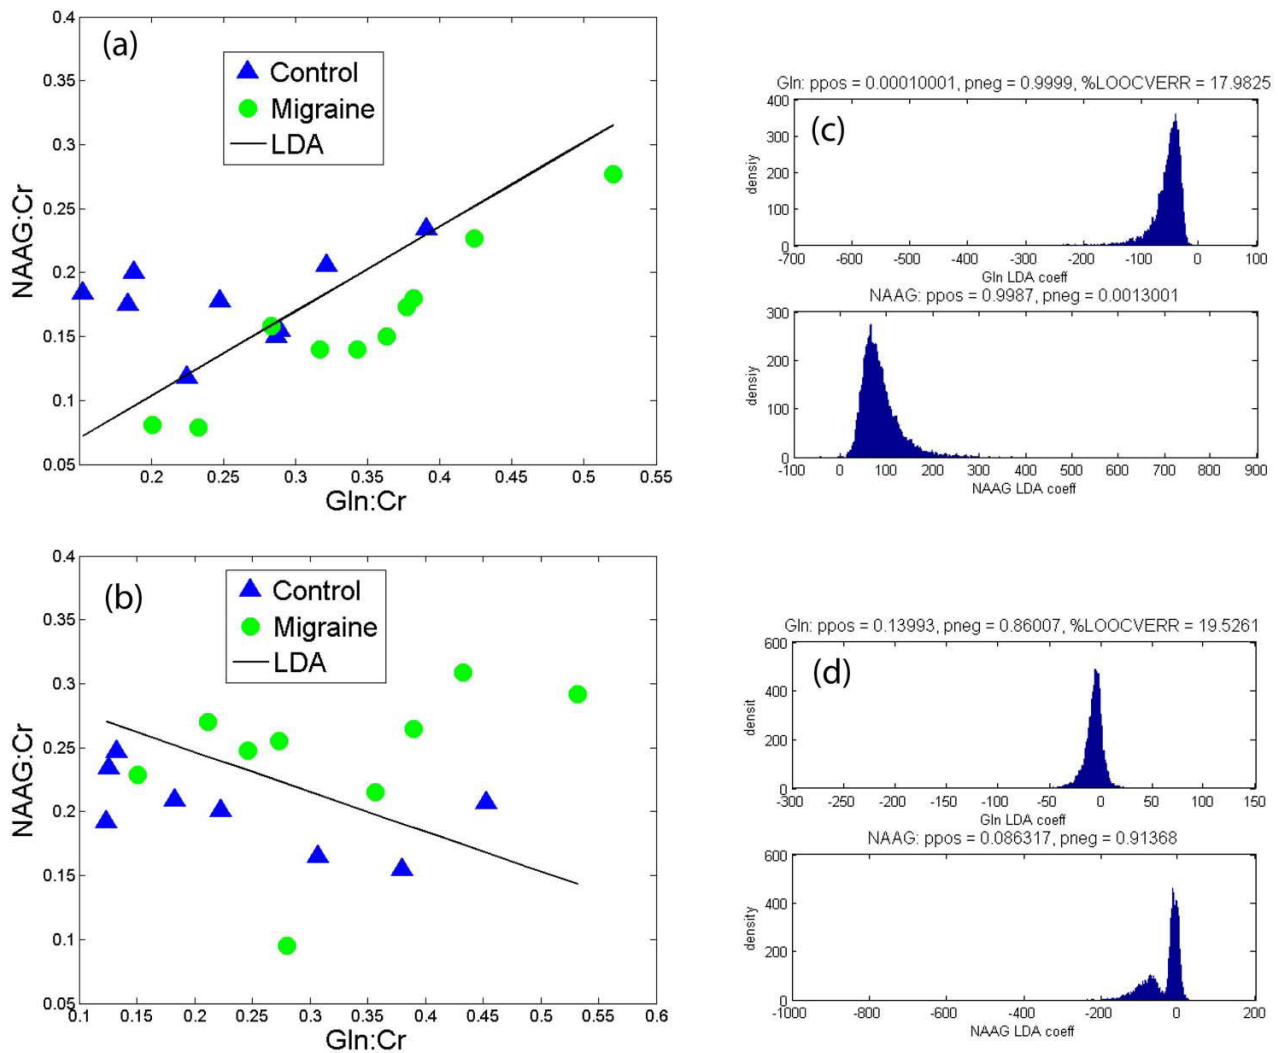 (a)
Control
Migraine
LDA
0.4
0.35
0.3
0.25
0.2
0.15
0.1
0.05
NAAG:Cr
0.2 0.25 0.3 0.35 0.4 0.45 0.5 0.55
Gln:Cr
(b)
Control
Migraine
LDA
0.4
0.35
0.3
0.25
0.2
0.15
0.1
0.05
NAAG:Cr
0.1 0.15 0.2 0.25 0.3 0.35 0.4 0.45 0.5 0.55 0.6
Gln:Cr
Gln: ppos = 0.00010001, pneg = 0.9999, %LOOCVERR = 17.9825
(c)
400
300
200
100
0
densiy
-700 -600 -500 -400 -300 -200 -100 0 100
Gln LDA coeff
NAAG: ppos = 0.9987, pneg = 0.0013001
300
200
100
0
densiy
-100 0 100 200 300 400 500 600 700 800 900
NAAG LDA coeff
Gln: ppos = 0.13993, pneg = 0.86007, %LOOCVERR = 19.5261
(d)
600
400
200
0
densit
-300 -250 -200 -150 -100 -50 0 50 100 150
Gln LDA coeff
NAAG: ppos = 0.086317, pneg = 0.91368
600
400
200
0
density
-1000 -800 -600 -400 -200 0 200
NAAG LDA coeff